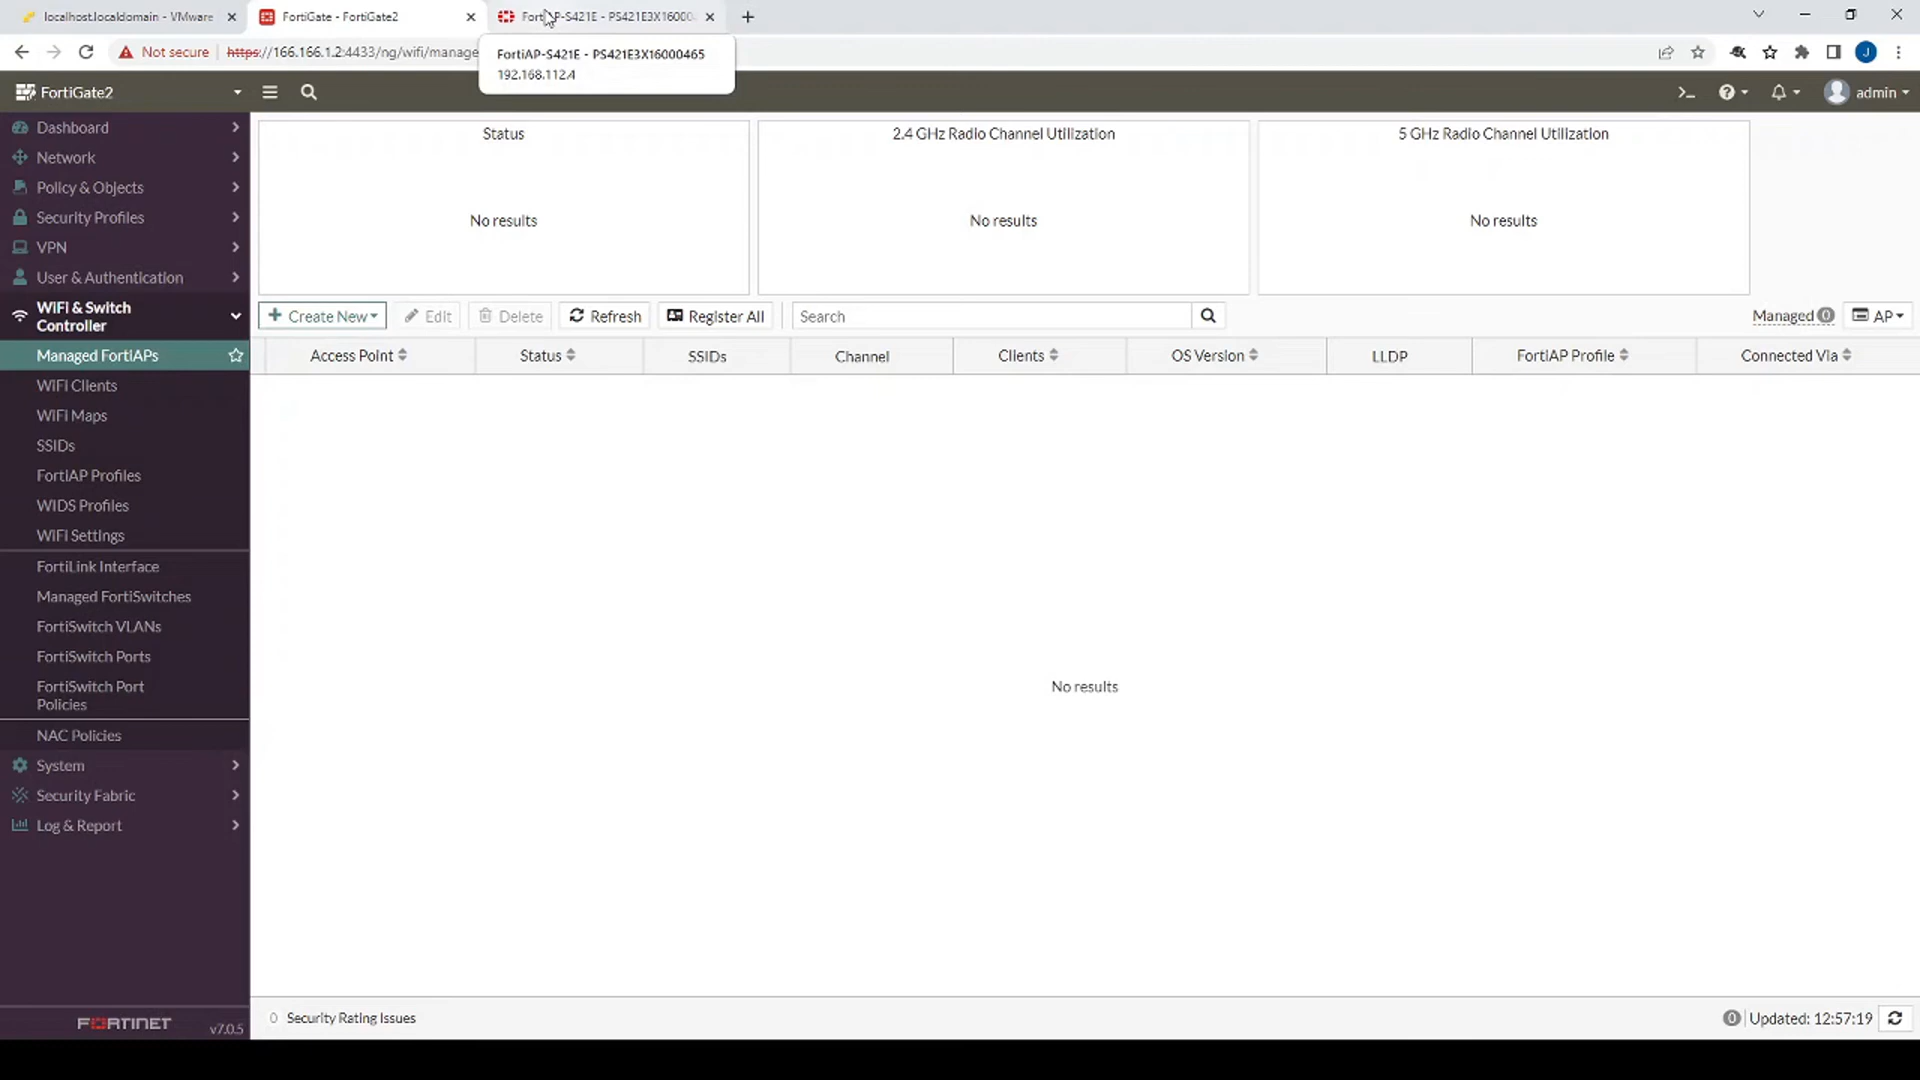 localhost.localdomain - VMware
FortiGate - FortiGate2
FortiAP-S421E - PS421E3X16000
Not secure
https://166.166.1.2:4433/ng/wifi/manage
FortiAP-S421E - PS421E3X16000465
192.168.112.4
J
FortiGate2
>_
admin
Dashboard
Network
Policy & Objects
Security Profiles
VPN
User & Authentication
WiFi & Switch
Controller
Managed FortiAPs
WiFi Clients
WiFi Maps
SSIDs
FortiAP Profiles
WIDS Profiles
WiFi Settings
FortiLink Interface
Managed FortiSwitches
FortiSwitch VLANs
FortiSwitch Ports
FortiSwitch Port
Policies
NAC Policies
System
Security Fabric
Log & Report
FORTINET
v7.0.5
Status
No results
2.4 GHz Radio Channel Utilization
No results
5 GHz Radio Channel Utilization
No results
+ Create New
Edit
Delete
Refresh
Register All
Search
Managed 0
AP
Access Point
Status
SSIDs
Channel
Clients
OS Version
LLDP
FortiAP Profile
Connected Via
No results
0 Security Rating Issues
0 Updated: 12:57:19